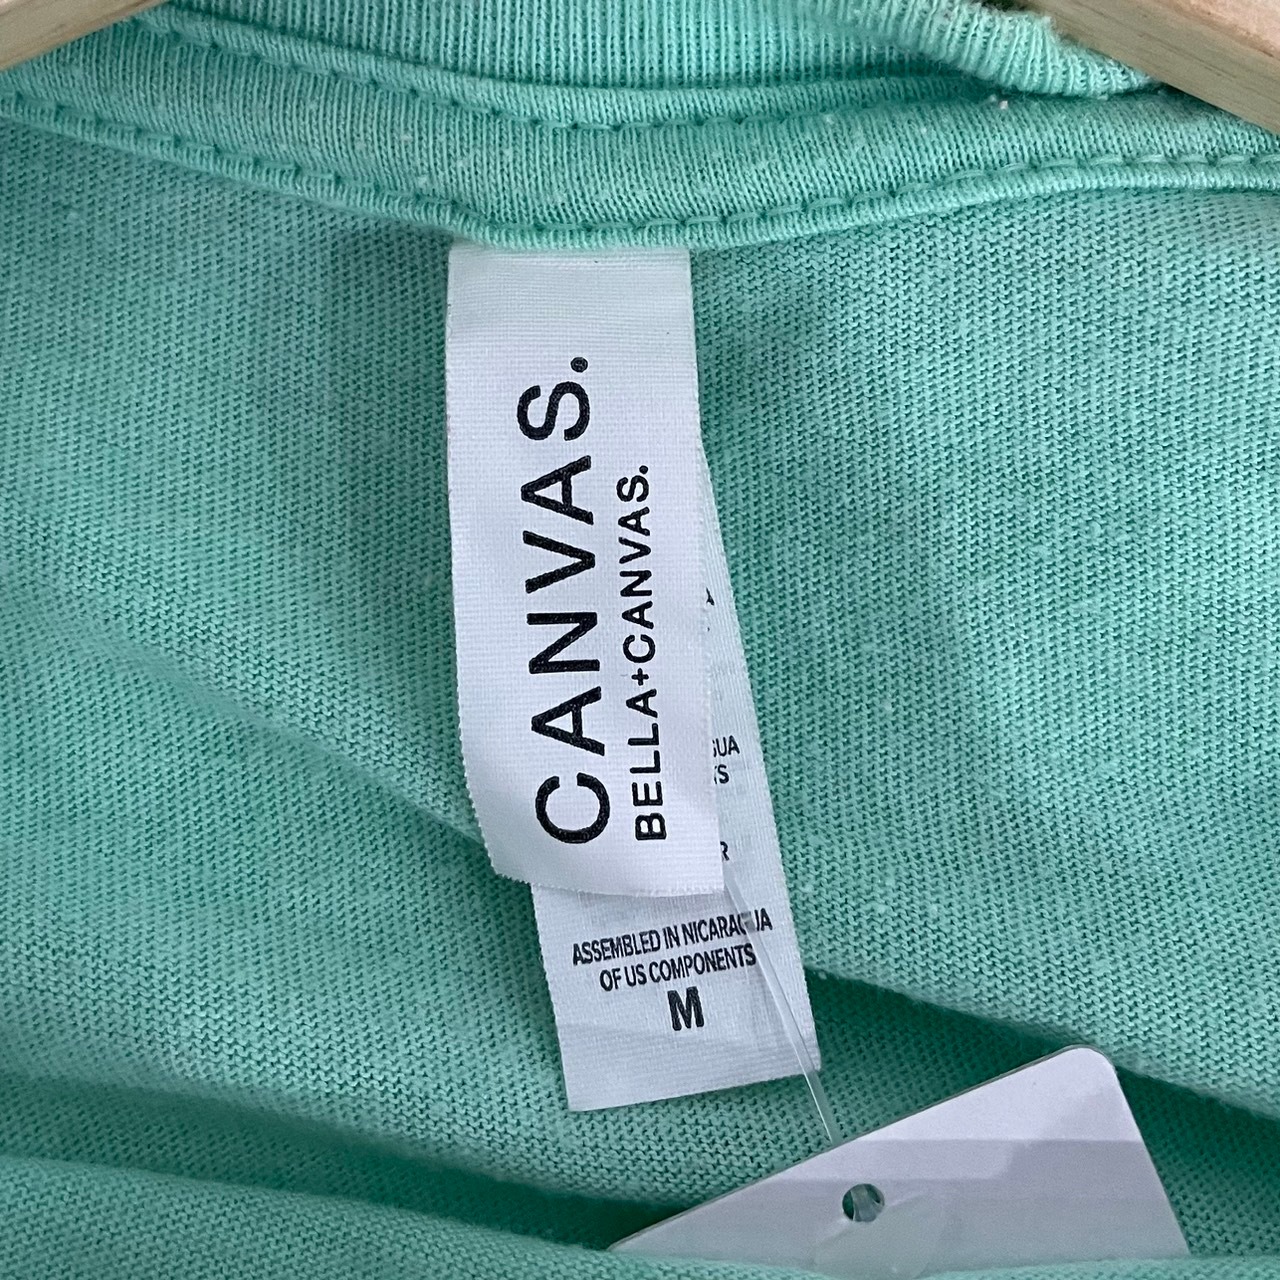 CANVAS.
BELLA+CANVAS.
ASSEMBLED IN NICARAGUA
OF US COMPONENTS
M